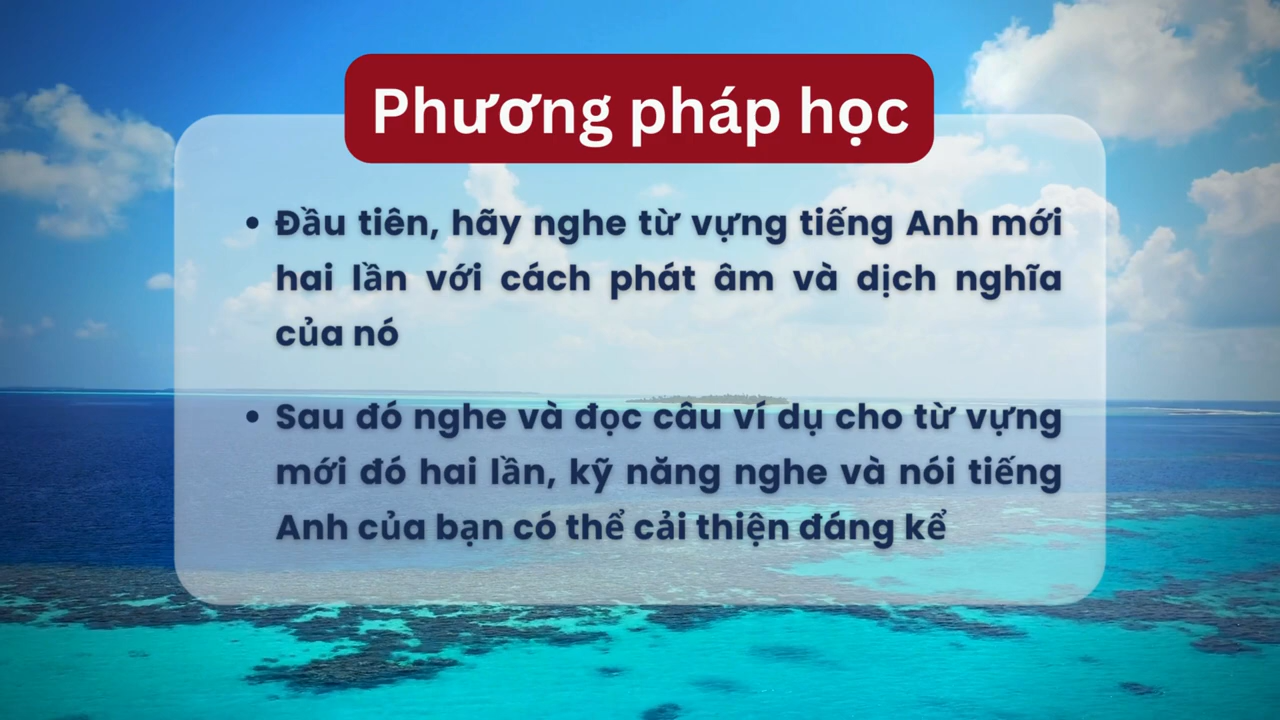 Phương pháp học
• Đầu tiên, hãy nghe từ vựng tiếng Anh mới
hai lần với cách phát âm và dịch nghĩa
của nó
• Sau đó nghe và đọc câu ví dụ cho từ vựng
mới đó hai lần, kỹ năng nghe và nói tiếng
Anh của bạn có thể cải thiện đáng kể